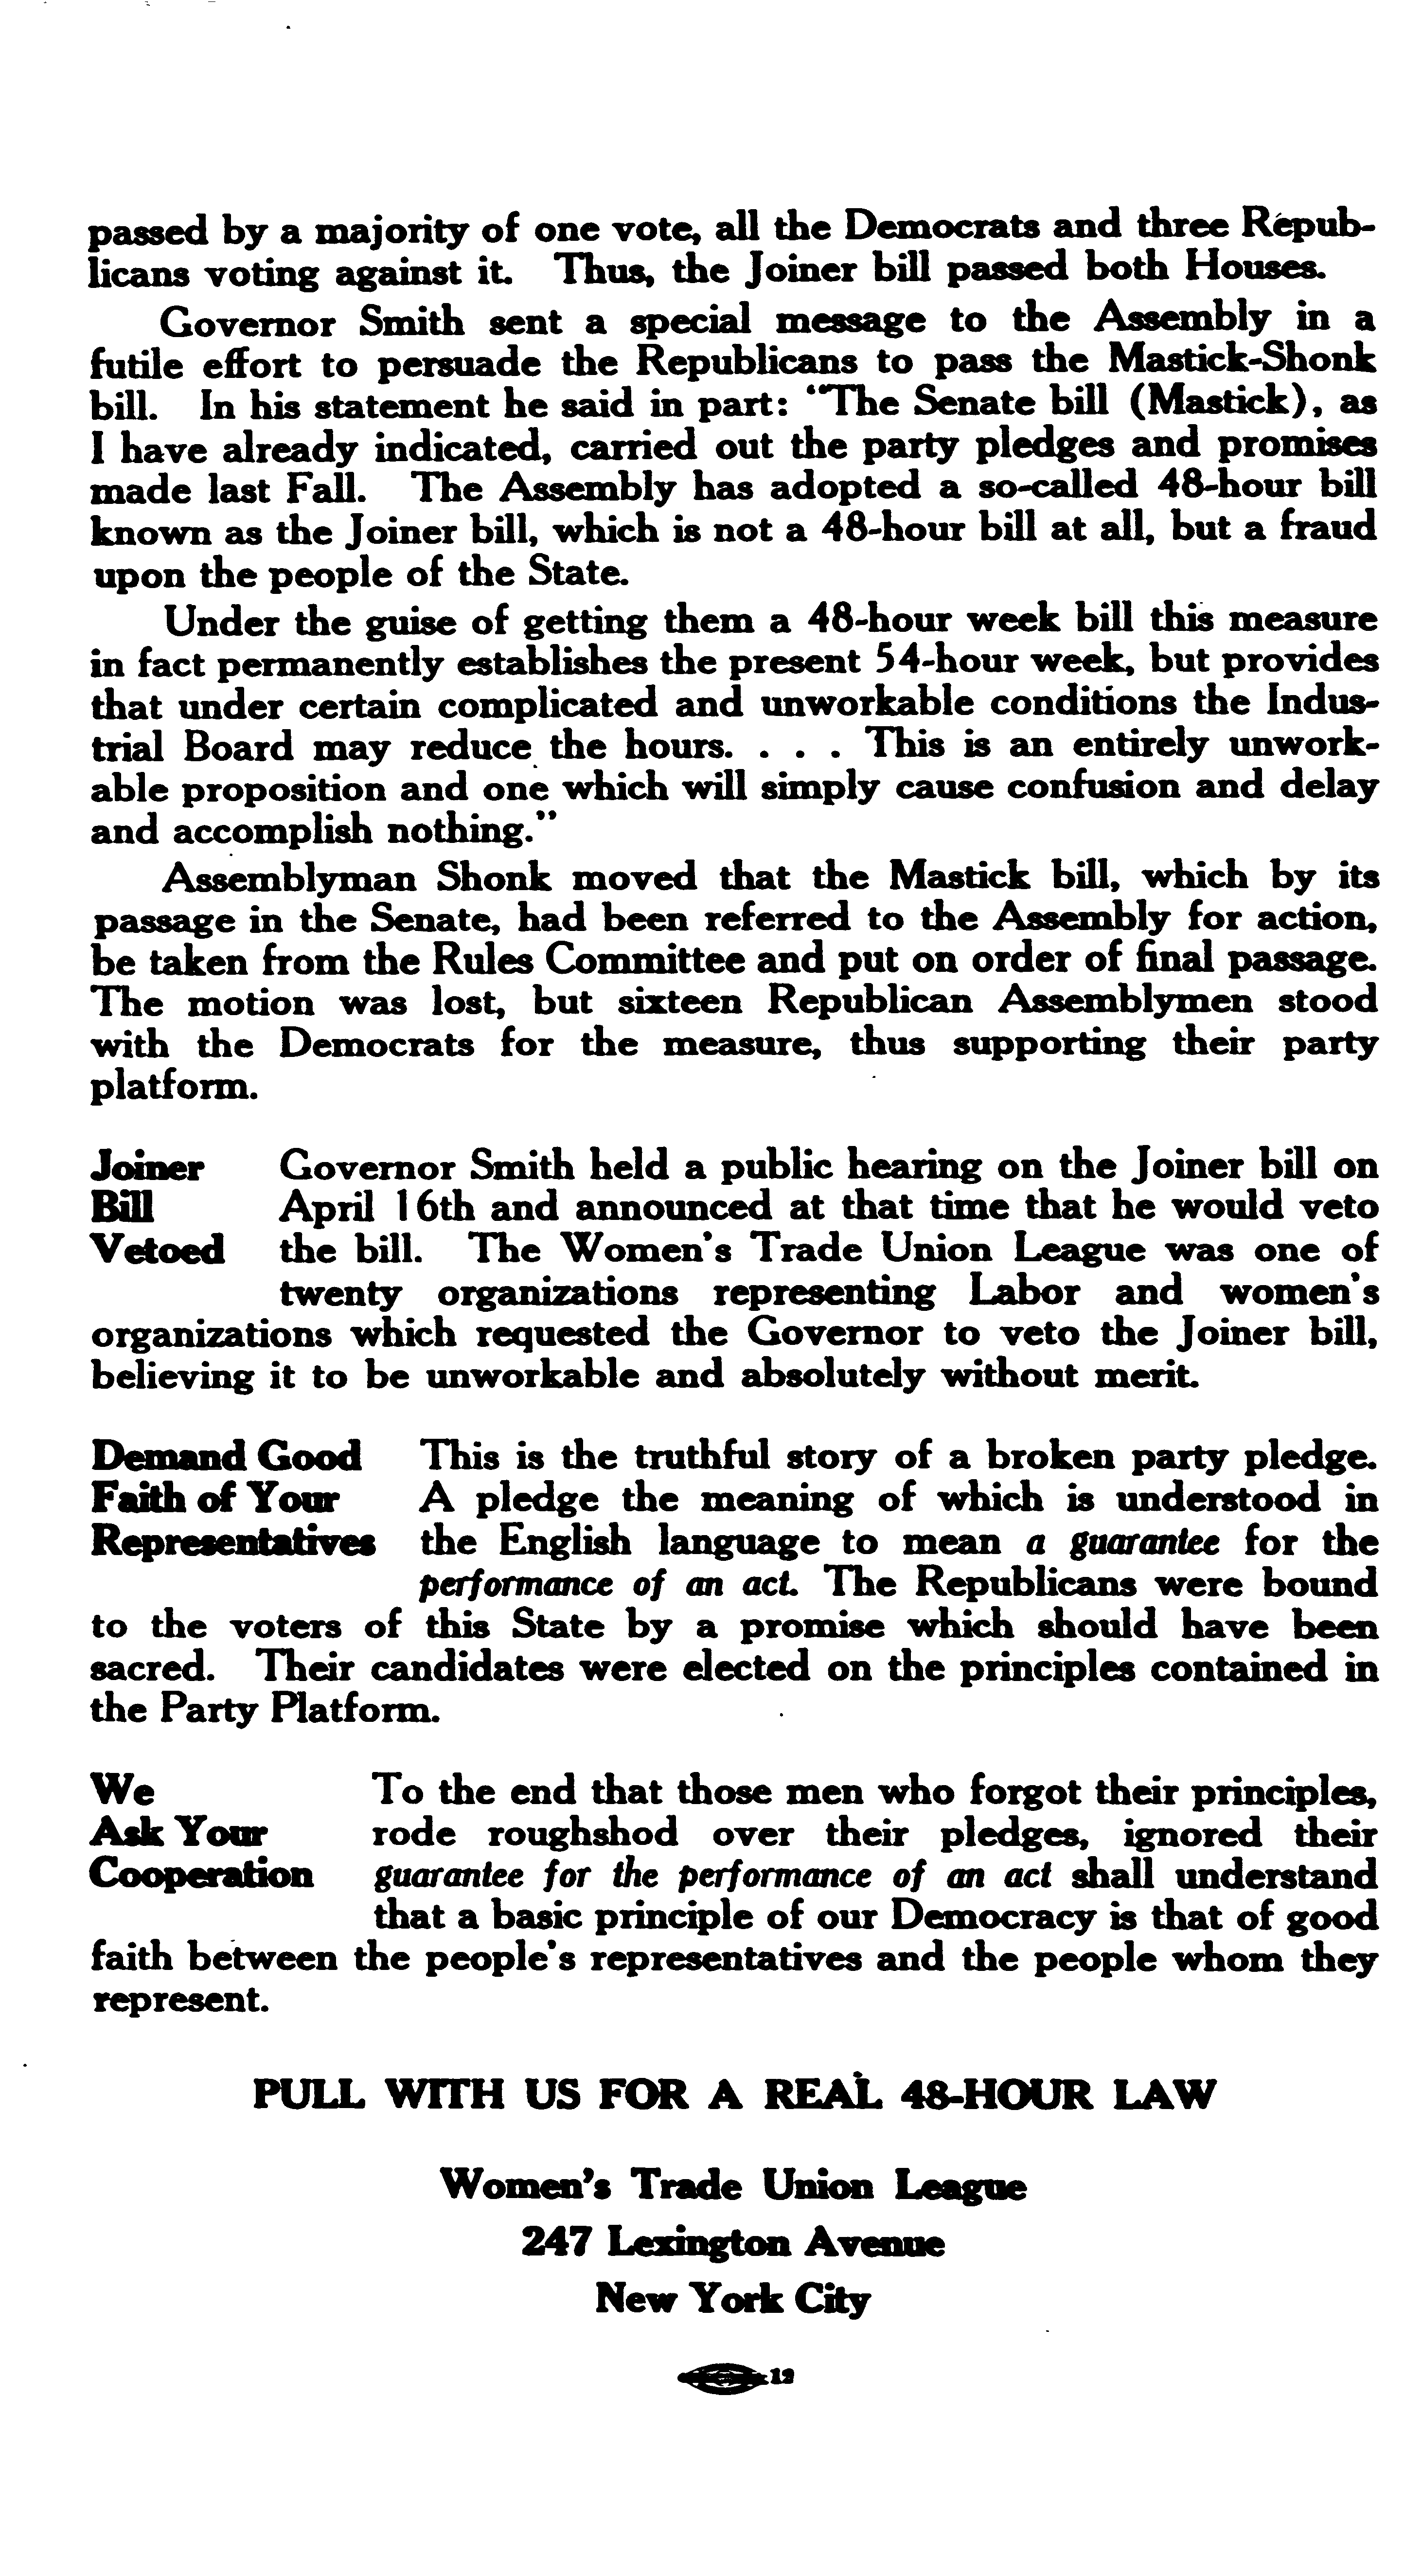 passed by a majority of one vote, all the Democrats and three Repub-
licans voting against it. Thus, the Joiner bill passed both Houses.
Governor Smith sent a special message to the Assembly in a
futile effort to persuade the Republicans to pass the Mastick-Shonk
bill. In his statement he said in part: "The Senate bill (Mastick), as
I have already indicated, carried out the party pledges and promises
made last Fall. The Assembly has adopted a so-called 48-hour bill
known as the Joiner bill, which is not a 48-hour bill at all, but a fraud
upon the people of the State.
Under the guise of getting them a 48-hour week bill this measure
in fact permanently establishes the present 54-hour week, but provides
that under certain complicated and unworkable conditions the Indus-
trial Board may reduce the hours. . . . This is an entirely unwork-
able proposition and one which will simply cause confusion and delay
and accomplish nothing."
Assemblyman Shonk moved that the Mastick bill, which by its
passage in the Senate, had been referred to the Assembly for action,
be taken from the Rules Committee and put on order of final passage.
The motion was lost, but sixteen Republican Assemblymen stood
with the Democrats for the measure, thus supporting their party
platform.
Joiner Governor Smith held a public hearing on the Joiner bill on
Bill April 16th and announced at that time that he would veto
Vetoed the bill. The Women's Trade Union League was one of
twenty organizations representing Labor and women's
organizations which requested the Governor to veto the Joiner bill,
believing it to be unworkable and absolutely without merit.
Demand Good This is the truthful story of a broken party pledge.
Faith of Your A pledge the meaning of which is understood in
Representatives the English language to mean a guarantee for the
performance of an act. The Republicans were bound
to the voters of this State by a promise which should have been
sacred. Their candidates were elected on the principles contained in
the Party Platform.
We To the end that those men who forgot their principles,
Ask Your rode roughshod over their pledges, ignored their
Cooperation guarantee for the performance of an act shall understand
that a basic principle of our Democracy is that of good
faith between the people's representatives and the people whom they
represent.
PULL WITH US FOR A REAL 48-HOUR LAW
Women's Trade Union League
247 Lexington Avenue
New York City
12